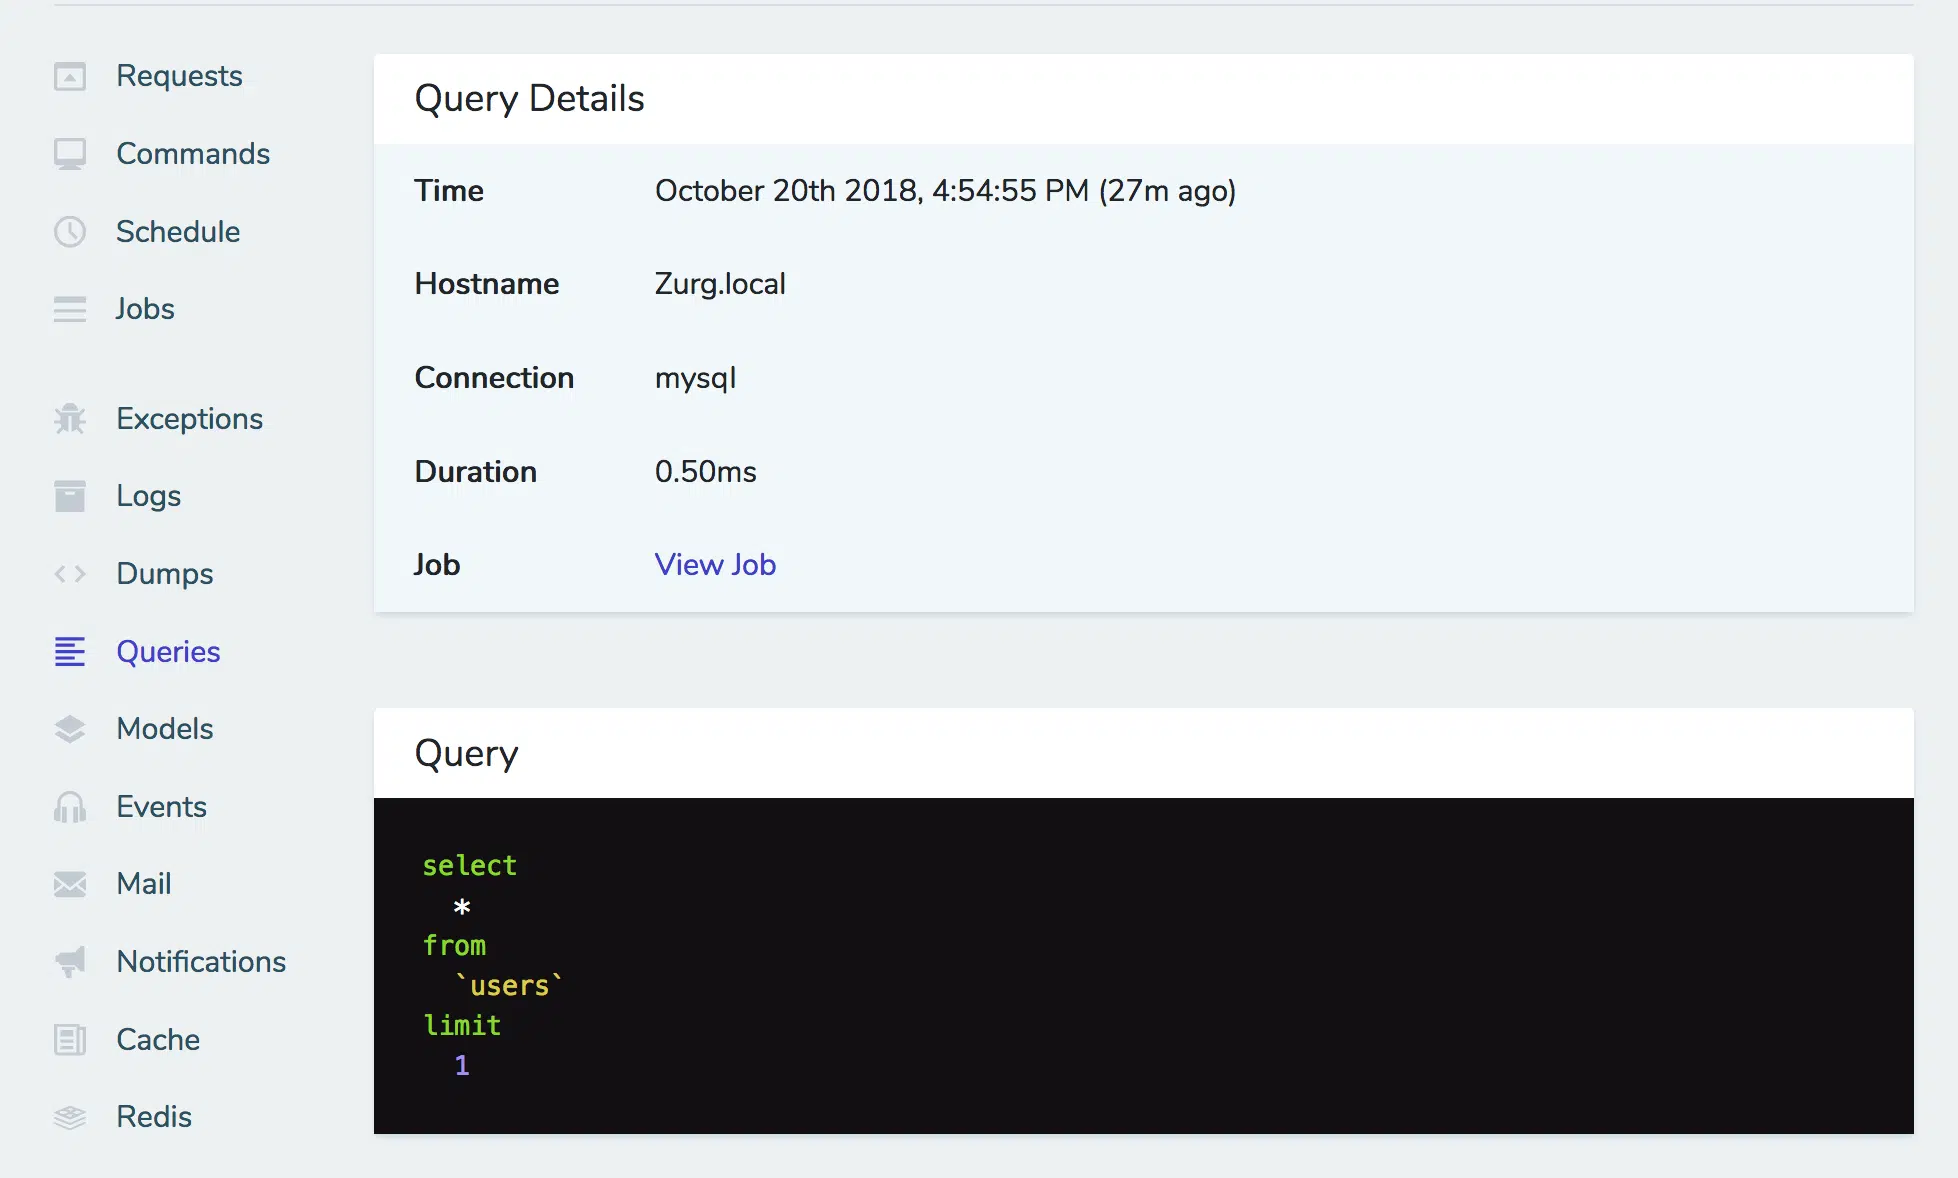 Requests
Commands
Schedule
Jobs
Exceptions
Logs
Dumps
Queries
Models
Events
Mail
Notifications
Cache
Redis
Query Details
Time October 20th 2018, 4:54:55 PM (27m ago)
Hostname Zurg.local
Connection mysql
Duration 0.50ms
Job View Job
Query
select
*
from
`users`
limit
1